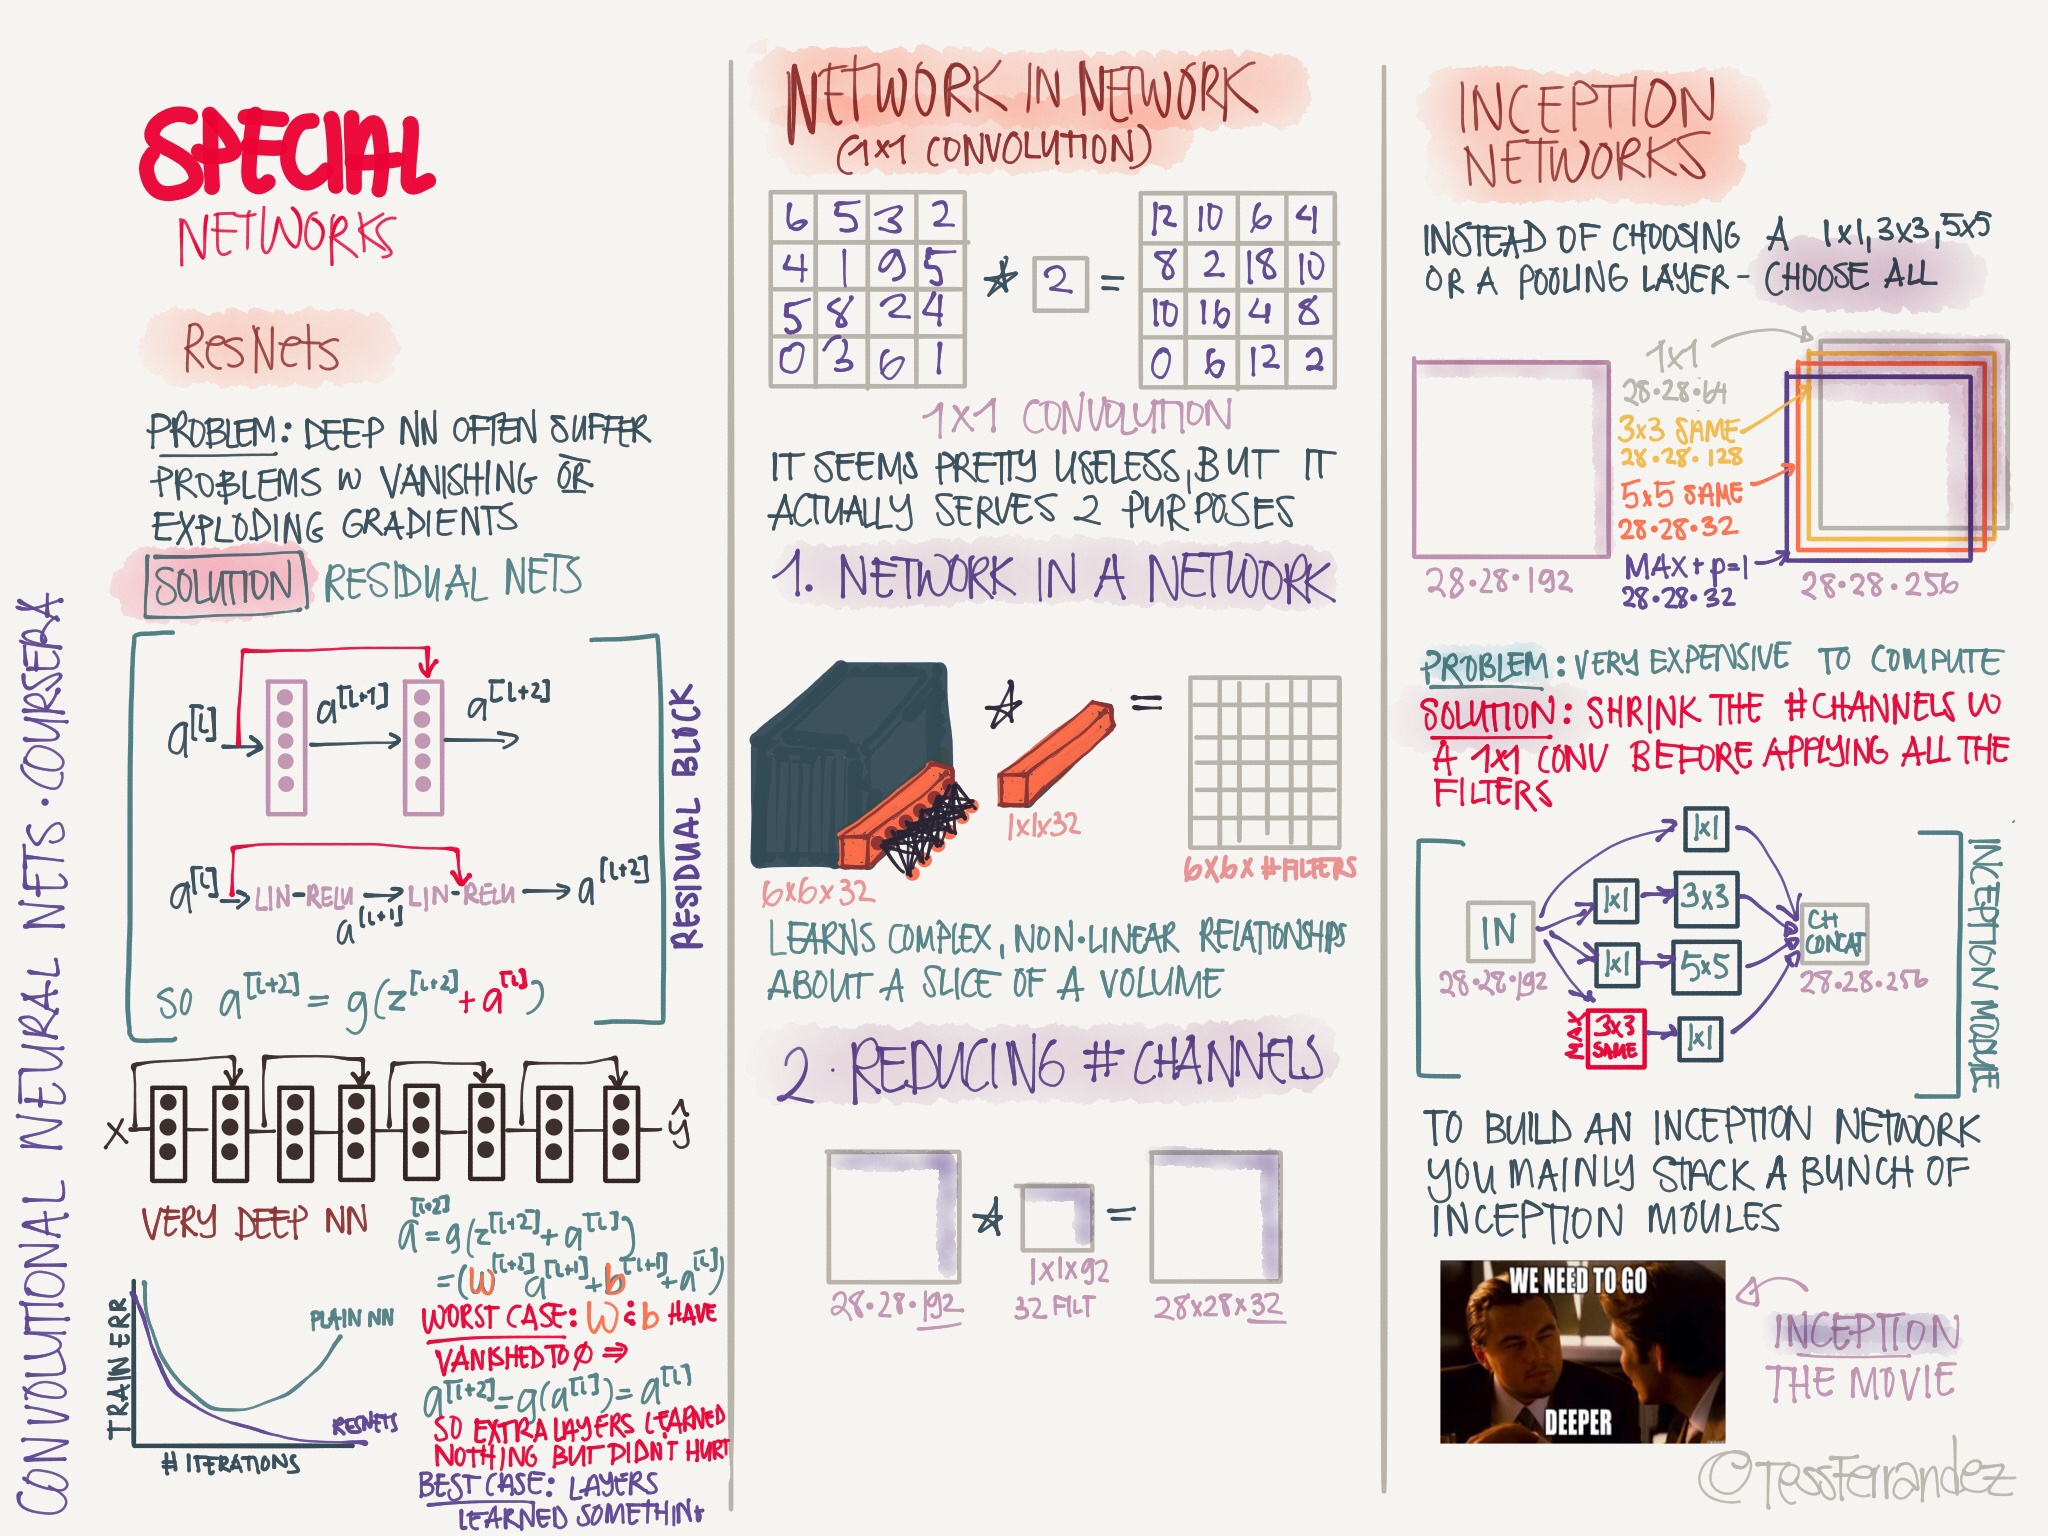 CONVOLUTIONAL NEURAL NETS · COURSERA
SPECIAL
NETWORKS
ResNets
PROBLEM: DEEP NN OFTEN SUFFER
PROBLEMS W VANISHING OR
EXPLODING GRADIENTS
SOLUTION RESIDUAL NETS
a[l] a[l+1] a[l+2]
a[l] LIN-RELU LIN-RELU a[l+2]
a[l+1]
SO a[l+2] = g(z[l+2] + a[l])
RESIDUAL BLOCK
X ŷ
VERY DEEP NN
a[l+2] = g(z[l+2] + a[l])
= (W[l+2] a[l+1] + b[l+1] + a[l])
WORST CASE: W & b HAVE
VANISHED TO Ø ⇒
a[l+2] = g(a[l]) = a[l]
SO EXTRA LAYERS LEARNED
NOTHING BUT DIDN'T HURT
BEST CASE: LAYERS
LEARNED SOMETHING
TRAIN ERR
PLAIN NN
RESNETS
# ITERATIONS
NETWORK IN NETWORK
(1x1 CONVOLUTION)
6 5 3 2
4 1 9 5
5 8 2 4
0 3 6 1
* 2 =
12 10 6 4
8 2 18 10
10 16 4 8
0 6 12 2
1x1 CONVOLUTION
IT SEEMS PRETTY USELESS, BUT IT
ACTUALLY SERVES 2 PURPOSES
1. NETWORK IN A NETWORK
* =
1x1x32
6x6x32
6x6x #FILTERS
LEARNS COMPLEX, NON·LINEAR RELATIONSHIPS
ABOUT A SLICE OF A VOLUME
2. REDUCING # CHANNELS
* =
28·28·192
1x1x92
32 FILT
28x28x32
INCEPTION
NETWORKS
INSTEAD OF CHOOSING A 1x1, 3x3, 5x5
OR A POOLING LAYER - CHOOSE ALL
1x1
28·28·64
3x3 SAME
28·28·128
5x5 SAME
28·28·32
MAX + p=1
28·28·32
28·28·192
28·28·256
PROBLEM: VERY EXPENSIVE TO COMPUTE
SOLUTION: SHRINK THE #CHANNELS W
A 1x1 CONV BEFORE APPLYING ALL THE
FILTERS
1x1
1x1 3x3
IN
CH
CONCAT
1x1 5x5
28·28·192
28·28·256
MAX
3x3
SAME
1x1
INCEPTION MODULE
TO BUILD AN INCEPTION NETWORK
YOU MAINLY STACK A BUNCH OF
INCEPTION MOULES
WE NEED TO GO
DEEPER
INCEPTION
THE MOVIE
©TessFerrandez